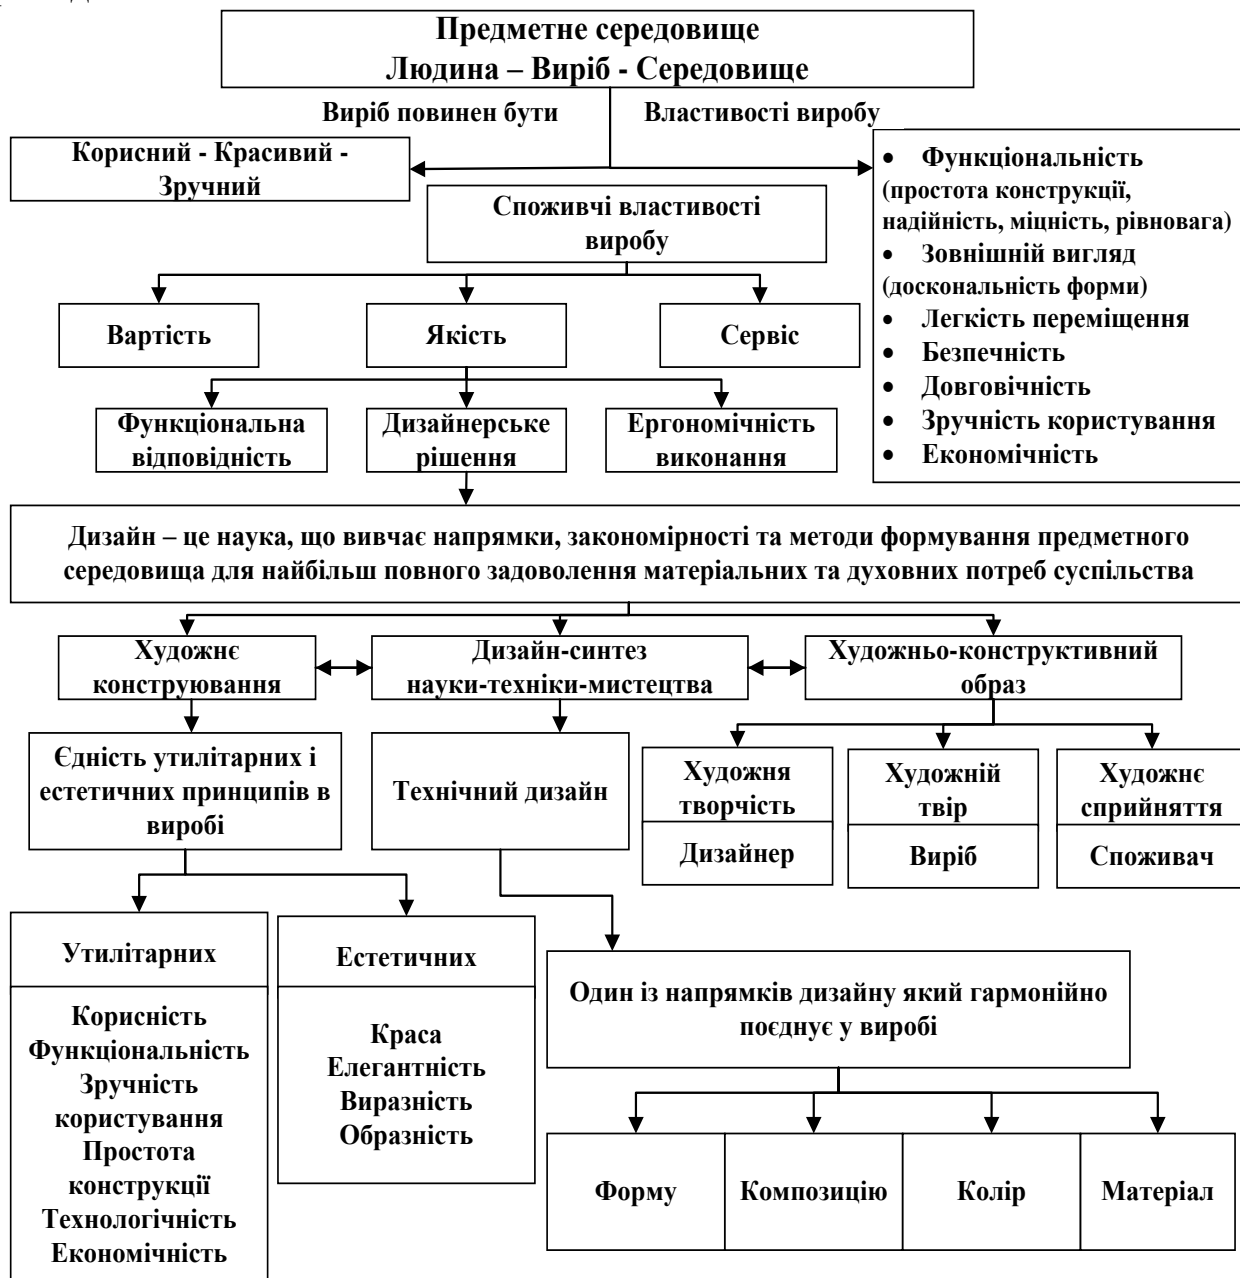 Предметне середовище
Людина – Виріб - Середовище
Виріб повинен бути
Властивості виробу
Корисний - Красивий -
Зручний
• Функціональність
(простота конструкції,
надійність, міцність, рівновага)
• Зовнішній вигляд
(досконалість форми)
• Легкість переміщення
• Безпечність
• Довговічність
• Зручність користування
• Економічність
Споживчі властивості
виробу
Вартість
Якість
Сервіс
Функціональна
відповідність
Дизайнерське
рішення
Ергономічність
виконання
Дизайн – це наука, що вивчає напрямки, закономірності та методи формування предметного
середовища для найбільш повного задоволення матеріальних та духовних потреб суспільства
Художнє
конструювання
Дизайн-синтез
науки-техніки-мистецтва
Художньо-конструктивний
образ
Єдність утилітарних і
естетичних принципів в
виробі
Технічний дизайн
Художня
творчість
Дизайнер
Художній
твір
Виріб
Художнє
сприйняття
Споживач
Утилітарних
Корисність
Функціональність
Зручність
користування
Простота
конструкції
Технологічність
Економічність
Естетичних
Краса
Елегантність
Виразність
Образність
Один із напрямків дизайну який гармонійно
поєднує у виробі
Форму
Композицію
Колір
Матеріал